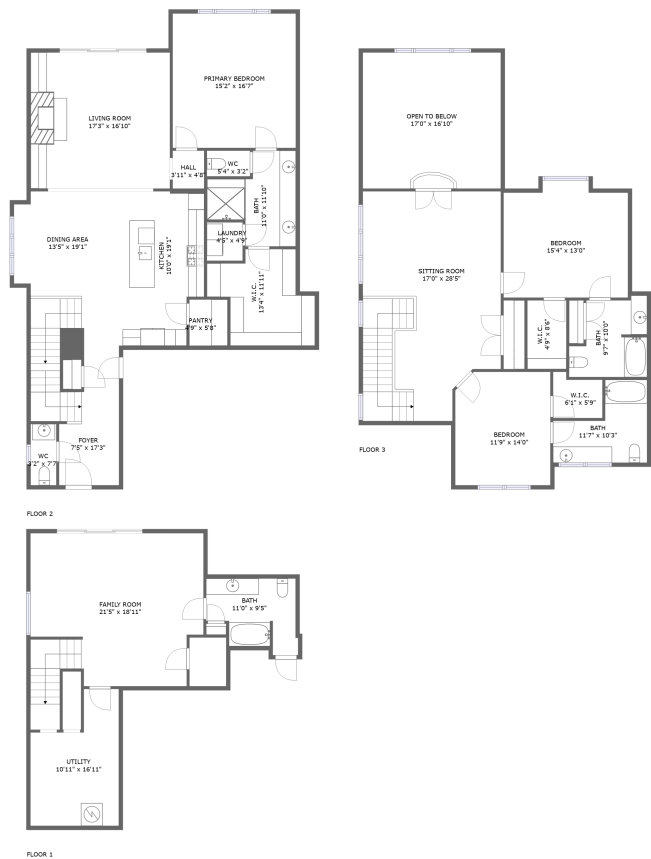 PRIMARY BEDROOM
15'2" x 16'7"
LIVING ROOM
17'3" x 16'10"
HALL
3'11" x 4'8"
WC
5'4" x 3'2"
BATH
11'0" x 11'10"
LAUNDRY
4'5" x 4'9"
DINING AREA
13'5" x 19'1"
KITCHEN
10'0" x 19'1"
W.I.C.
13'4" x 11'11"
PANTRY
4'9" x 5'8"
FOYER
7'5" x 17'3"
WC
3'2" x 7'7"
FLOOR 2
OPEN TO BELOW
17'0" x 16'10"
BEDROOM
15'4" x 13'0"
SITTING ROOM
17'0" x 28'5"
W.I.C.
4'9" x 8'6"
BATH
9'7" x 10'0"
W.I.C.
6'1" x 5'9"
BEDROOM
11'9" x 14'0"
BATH
11'7" x 10'3"
FLOOR 3
FAMILY ROOM
21'5" x 18'11"
BATH
11'0" x 9'5"
UTILITY
10'11" x 16'11"
FLOOR 1